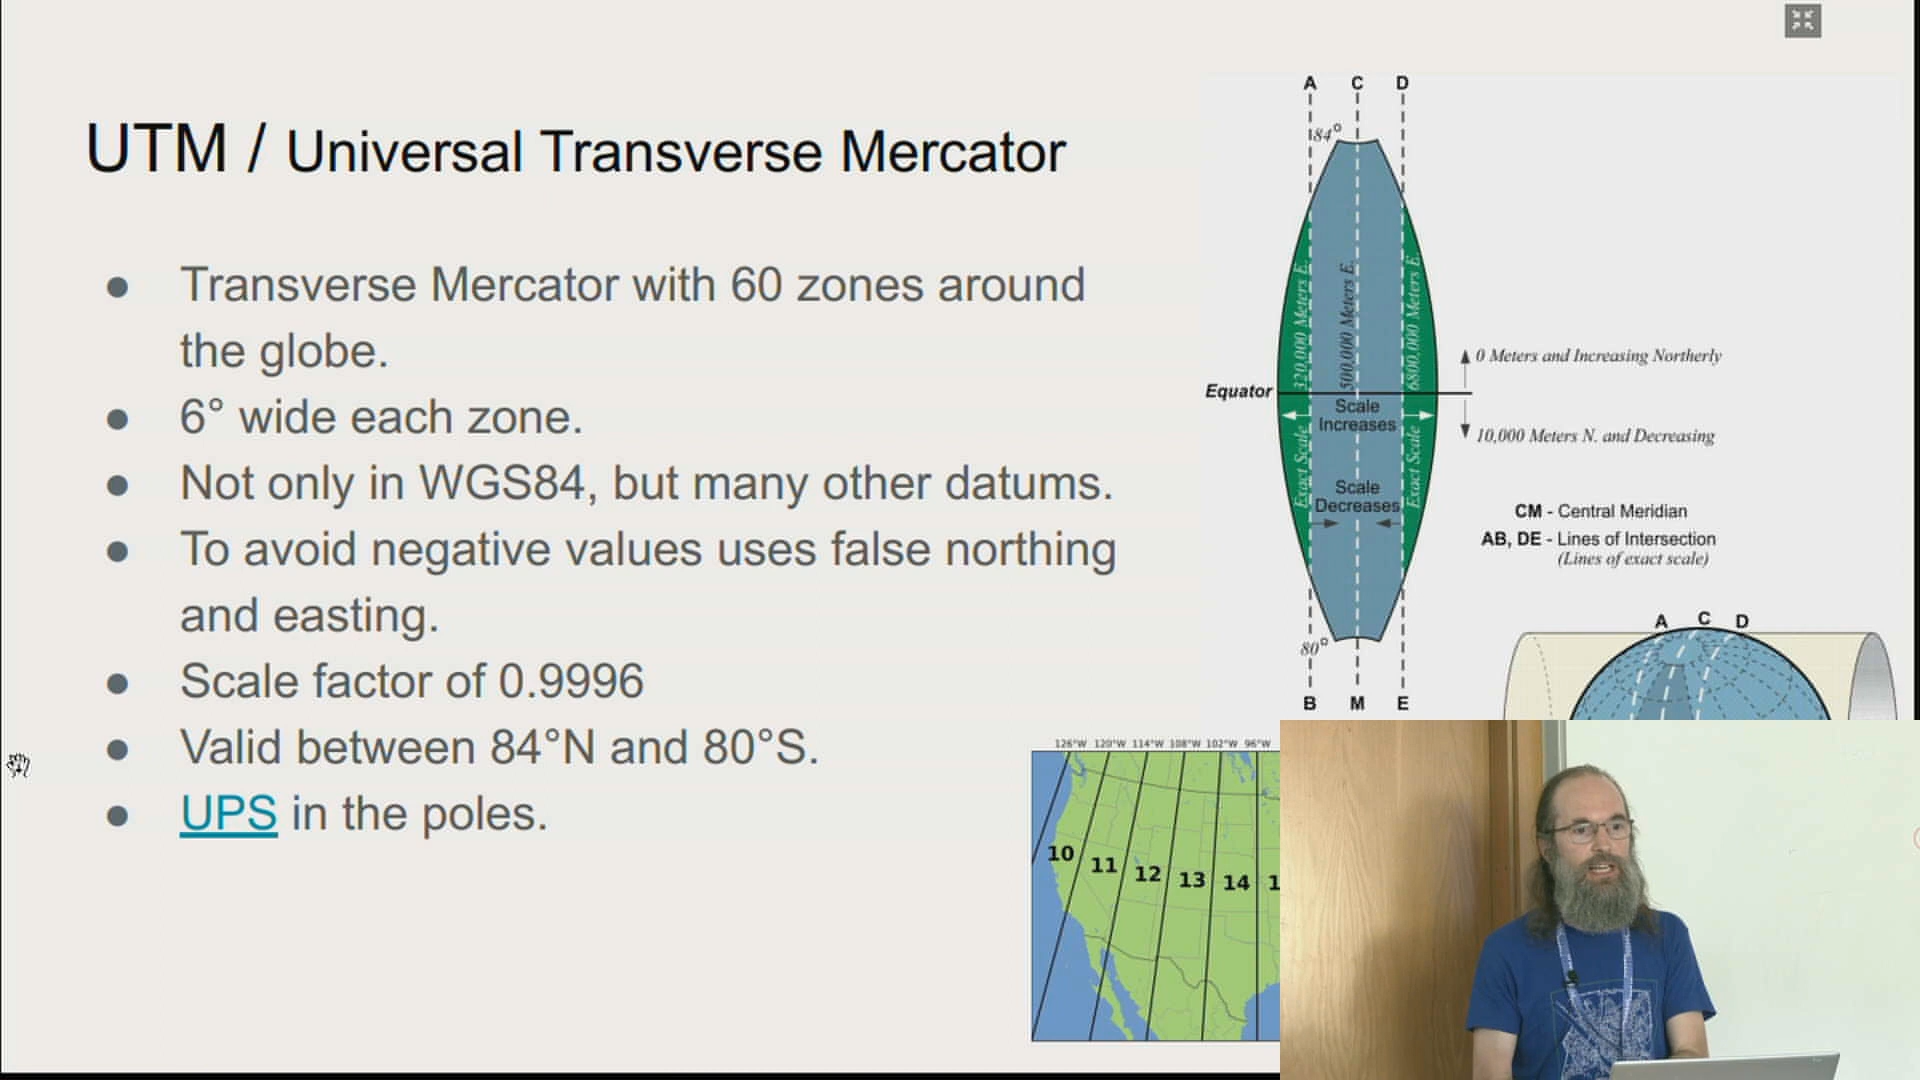 UTM / Universal Transverse Mercator
● Transverse Mercator with 60 zones around
the globe.
● 6° wide each zone.
● Not only in WGS84, but many other datums.
● To avoid negative values uses false northing
and easting.
● Scale factor of 0.9996
● Valid between 84°N and 80°S.
● UPS in the poles.
A C D
84°
320,000 Meters E.
500,000 Meters E.
6800,000 Meters E.
0 Meters and Increasing Northerly
Equator
Scale
Increases
10,000 Meters N. and Decreasing
Exact Scale
Exact Scale
Scale
Decreases
CM - Central Meridian
AB, DE - Lines of Intersection
(Lines of exact scale)
80°
B M E
A C D
126°W 120°W 114°W 108°W 102°W 96°W
10 11 12 13 14 1